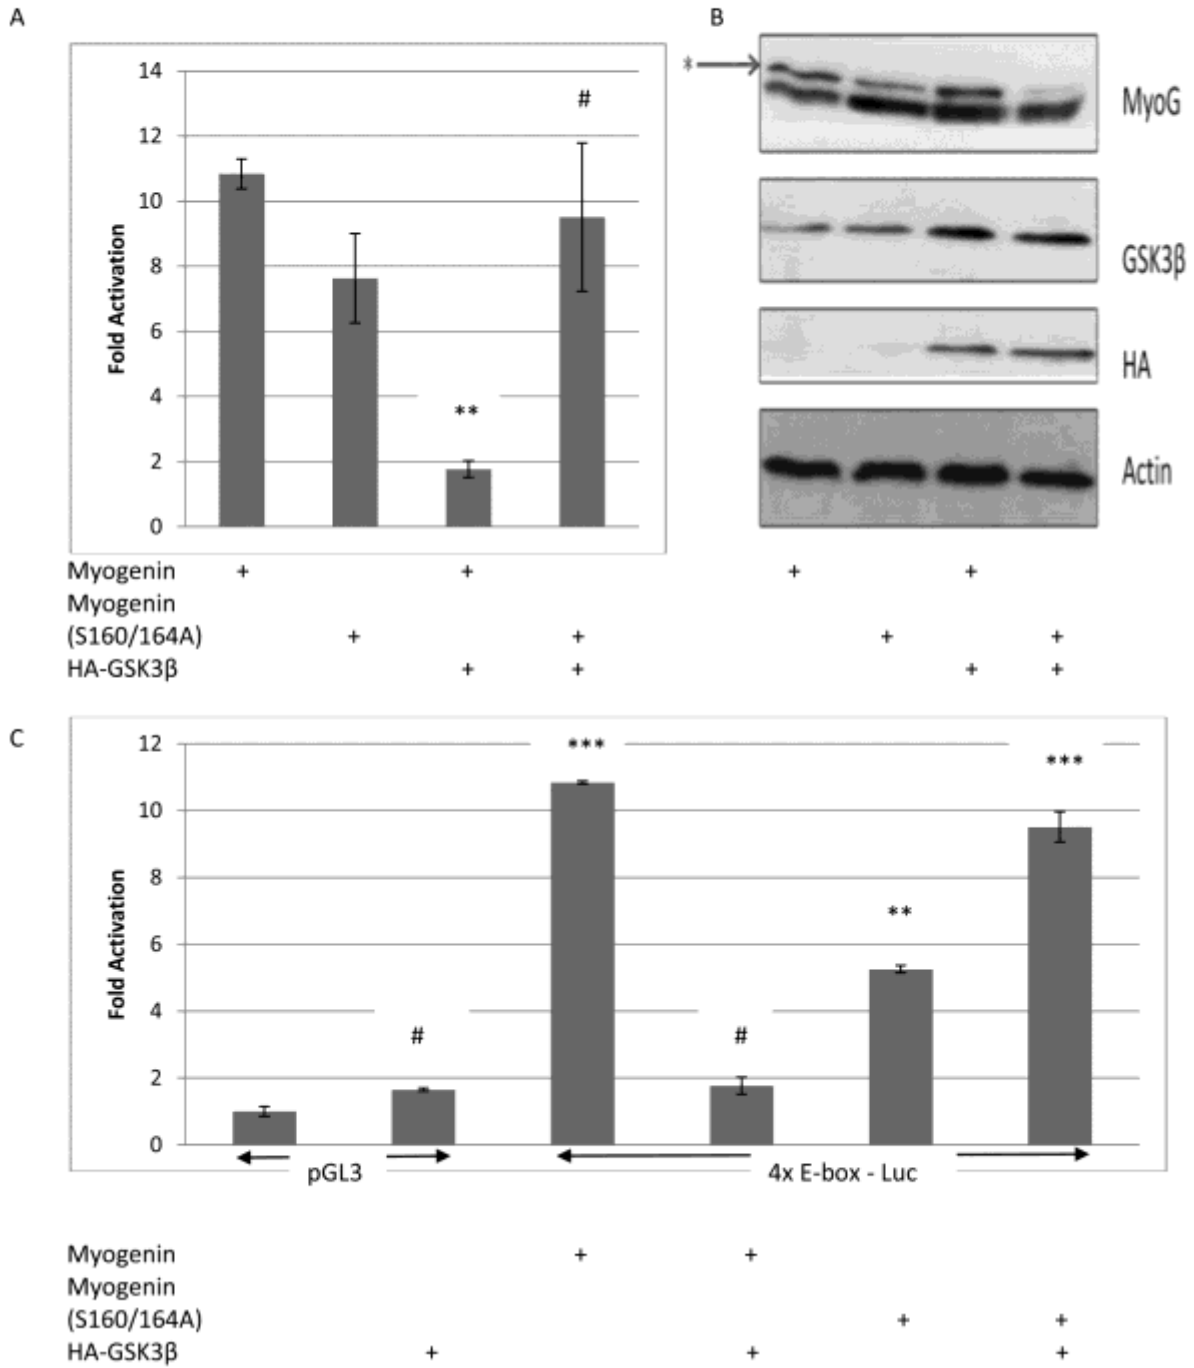 A
14
12
10
8
6
4
2
0
Fold Activation
**
#
Myogenin + +
Myogenin
(S160/164A) + +
HA-GSK3β + +
B
*
MyoG
GSK3β
HA
Actin
+ +
+ +
+ +
C
12
10
8
6
4
2
0
Fold Activation
#
***
#
**
***
pGL3
4x E-box - Luc
Myogenin + +
Myogenin
(S160/164A) + +
HA-GSK3β + + +